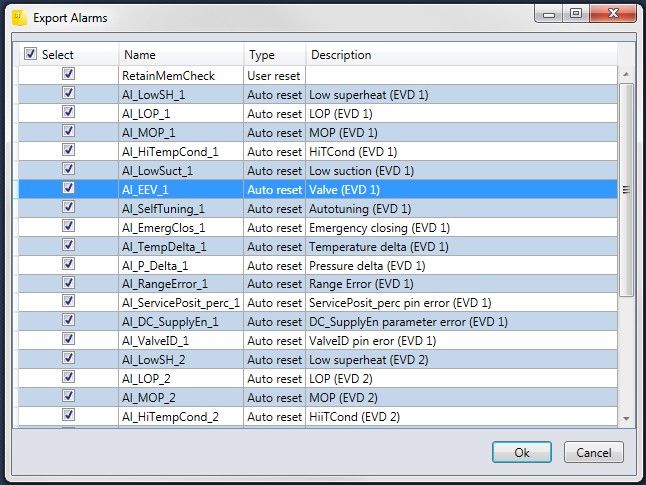 Export Alarms
Select Name Type Description
RetainMemCheck User reset
Al_LowSH_1 Auto reset Low superheat (EVD 1)
Al_LOP_1 Auto reset LOP (EVD 1)
Al_MOP_1 Auto reset MOP (EVD 1)
Al_HiTempCond_1 Auto reset HiTCond (EVD 1)
Al_LowSuct_1 Auto reset Low suction (EVD 1)
Al_EEV_1 Auto reset Valve (EVD 1)
Al_SelfTuning_1 Auto reset Autotuning (EVD 1)
Al_EmergClos_1 Auto reset Emergency closing (EVD 1)
Al_TempDelta_1 Auto reset Temperature delta (EVD 1)
Al_P_Delta_1 Auto reset Pressure delta (EVD 1)
Al_RangeError_1 Auto reset Range Error (EVD 1)
Al_ServicePosit_perc_1 Auto reset ServicePosit_perc pin error (EVD 1)
Al_DC_SupplyEn_1 Auto reset DC_SupplyEn parameter error (EVD 1)
Al_ValveID_1 Auto reset ValveID pin eror (EVD 1)
Al_LowSH_2 Auto reset Low superheat (EVD 2)
Al_LOP_2 Auto reset LOP (EVD 2)
Al_MOP_2 Auto reset MOP (EVD 2)
Al_HiTempCond_2 Auto reset HiiTCond (EVD 2)
Ok Cancel